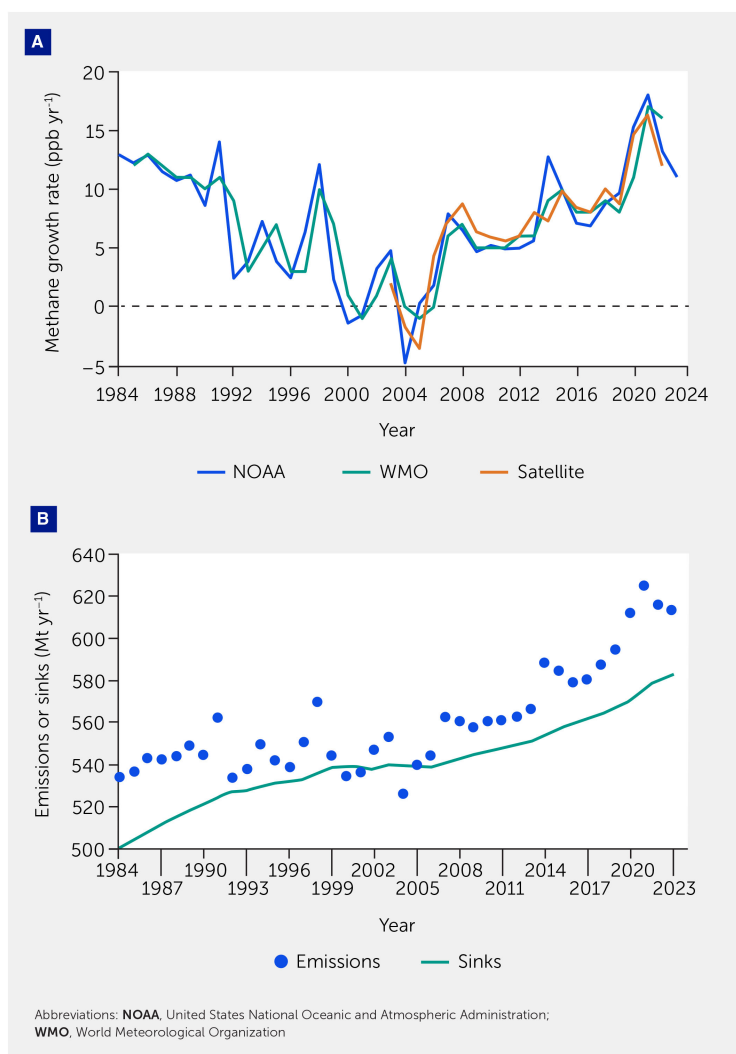 A
20
15
10
5
0
−5
Methane growth rate (ppb yr-1)
1984 1988 1992 1996 2000 2004 2008 2012 2016 2020 2024
Year
NOAA WMO Satellite
B
640
620
600
580
560
540
520
500
Emissions or sinks (Mt yr−1)
1984 1990 1996 2002 2008 2014 2020
1987 1993 1999 2005 2011 2017 2023
Year
Emissions Sinks
Abbreviations: NOAA, United States National Oceanic and Atmospheric Administration;
WMO, World Meteorological Organization